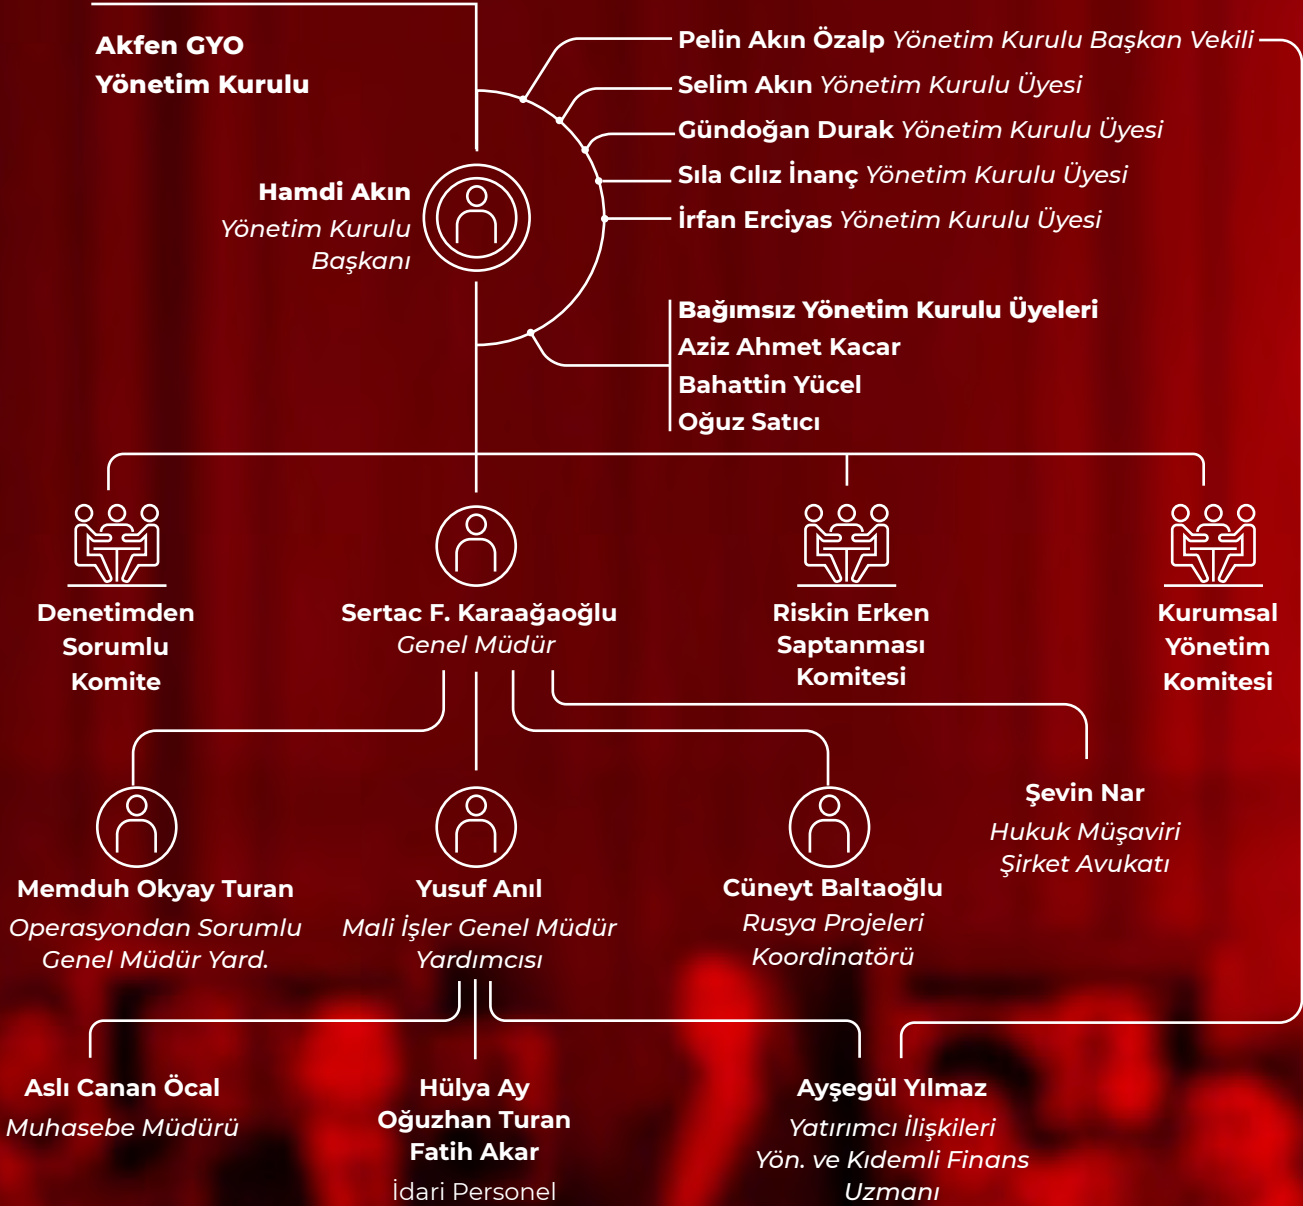 Akfen GYO
Yönetim Kurulu
Hamdi Akın
Yönetim Kurulu
Başkanı
Pelin Akın Özalp Yönetim Kurulu Başkan Vekili
Selim Akın Yönetim Kurulu Üyesi
Gündoğan Durak Yönetim Kurulu Üyesi
Sıla Cılız İnanç Yönetim Kurulu Üyesi
İrfan Erciyas Yönetim Kurulu Üyesi
Bağımsız Yönetim Kurulu Üyeleri
Aziz Ahmet Kacar
Bahattin Yücel
Oğuz Satıcı
Denetimden
Sorumlu
Komite
Sertac F. Karaağaoğlu
Genel Müdür
Riskin Erken
Saptanması
Komitesi
Kurumsal
Yönetim
Komitesi
Memduh Okyay Turan
Operasyondan Sorumlu
Genel Müdür Yard.
Yusuf Anıl
Mali İşler Genel Müdür
Yardımcısı
Cüneyt Baltaoğlu
Rusya Projeleri
Koordinatörü
Şevin Nar
Hukuk Müşaviri
Şirket Avukatı
Aslı Canan Öcal
Muhasebe Müdürü
Hülya Ay
Oğuzhan Turan
Fatih Akar
İdari Personel
Ayşegül Yılmaz
Yatırımcı İlişkileri
Yön. ve Kıdemli Finans
Uzmanı